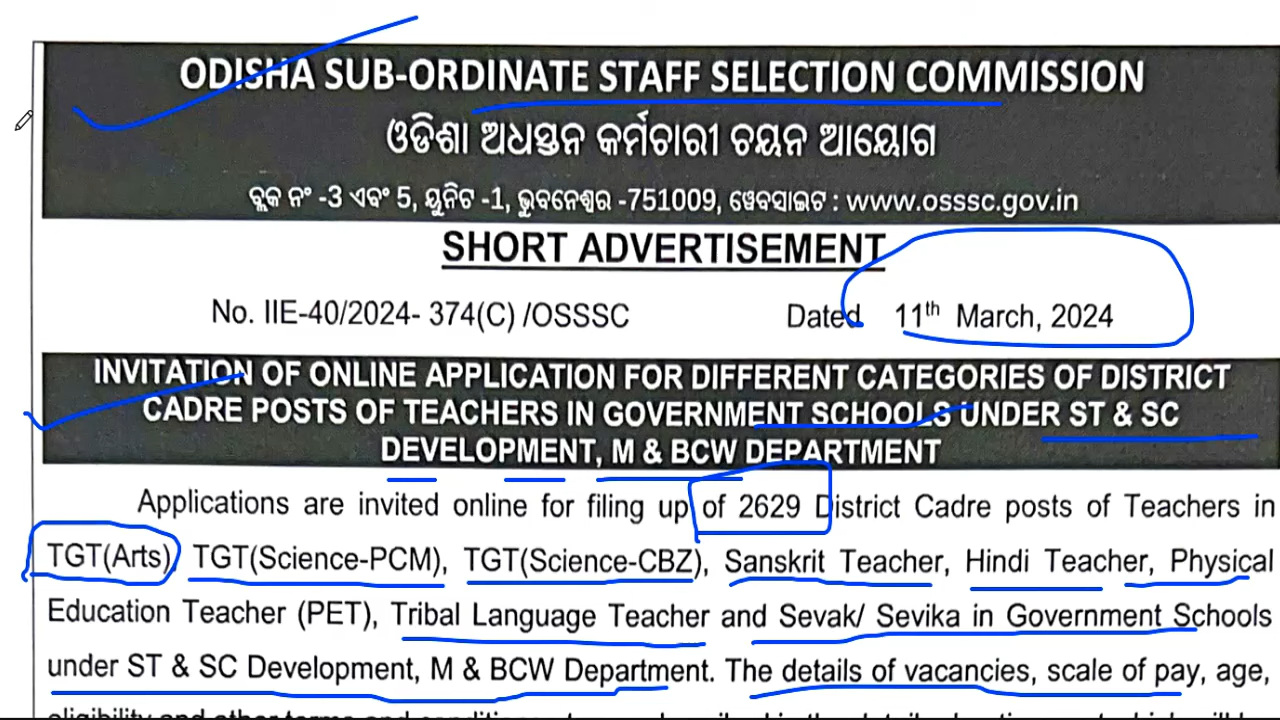 ODISHA SUB-ORDINATE STAFF SELECTION COMMISSION
ଓଡିଶା ଅଧସ୍ତନ କର୍ମଚାରୀ ଚୟନ ଆୟୋଗ
ବ୍ଲକ ନଂ -3 ଏବଂ 5, ୟୁନିଟ -1, ଭୁବନେଶ୍ଵର -751009, ୱେବସାଇଟ : www.osssc.gov.in
SHORT ADVERTISEMENT
No. IIE-40/2024- 374(C) /OSSSC Dated 11th March, 2024
INVITATION OF ONLINE APPLICATION FOR DIFFERENT CATEGORIES OF DISTRICT
CADRE POSTS OF TEACHERS IN GOVERNMENT SCHOOLS UNDER ST & SC
DEVELOPMENT, M & BCW DEPARTMENT
Applications are invited online for filing up of 2629 District Cadre posts of Teachers in
TGT(Arts), TGT(Science-PCM), TGT(Science-CBZ), Sanskrit Teacher, Hindi Teacher, Physical
Education Teacher (PET), Tribal Language Teacher and Sevak/ Sevika in Government Schools
under ST & SC Development, M & BCW Department. The details of vacancies, scale of pay, age,